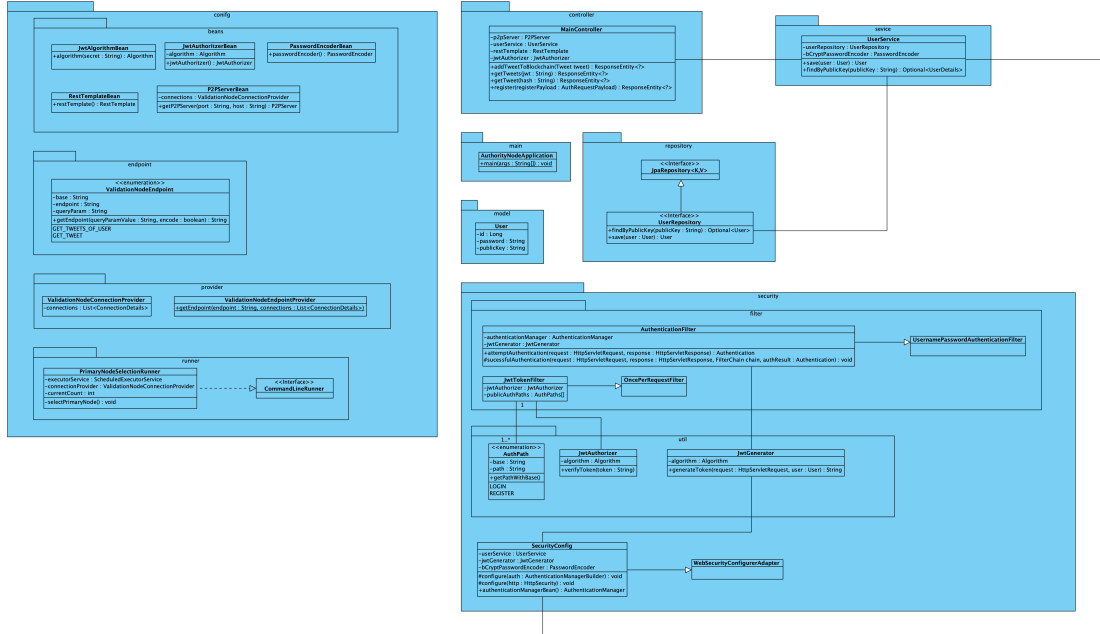 comifg
beans
JwtAlgorithmBean
+algorithm(secret : String) : Algorithm
JwtAuthoritzerBean
-algorithm : Algorithm
+jwtAuthoritzer() : JwtAuthorizer
PasswordEncoderBean
+passwordEncoder() : PasswordEncoder
RestTemplateBean
+restTemplate() : RestTemplate
P2PServerBean
-connections : ValidationNodeConnectionProvider
+getP2PServer(port : String, host : String) : P2PServer
endpoint
<<enumeration>>
ValidationNodeEndpoint
-base : String
-endpoint : String
-queryParam : String
+getEndpoint(queryParamValue : String, encode : boolean) : String
GET_TWEETS_OF_USER
GET_TWEET
provider
ValidationNodeConnectionProvider
-connections : List<ConnectionDetails>
ValidationNodeEndpointProvider
+getEndpoint(endpoint : String, connections : List<ConnectionDetails>)
runner
PrimaryNodeSelectionRunner
-executorService : ScheduledExecutorService
-connectionProvider : ValidationNodeConnectionProvider
-currentCount : int
-selectPrimaryNode() : void
<<Interface>>
CommandLineRunner
controller
MainController
-p2pServer : P2PServer
-userService : UserService
-restTemplate : RestTemplate
-jwtAuthorizer : JwtAuthorizer
+addTweetToBlockchain(Tweet tweet) : ResponseEntity<?>
+getTweets(jwt : String) : ResponseEntity<?>
+getTweet(hash : String) : ResponseEntity<?>
+register(registerPayload : AuthRequestPayload) : ResponseEntity<?>
sevice
UserService
-userRepository : UserRepository
-bCryptPasswordEncoder : PasswordEncoder
+save(user : User) : User
+findByPublicKey(publicKey : String) : Optional<UserDetails>
main
AuthorityNodeApplication
+main(args : String[]) : void
repository
<<Interface>>
JpaRepository<K,V>
<<Interface>>
UserRepository
+findByPublicKey(publicKey : String) : Optional<User>
+save(user : User) : User
model
User
-id : Long
-password : String
-publicKey : String
security
filter
AuthenticationFilter
-authenticationManager : AuthenticationManager
-jwtGenerator : JwtGenerator
+attemptAuthentication(request : HttpServletRequest, response : HttpServletResponse) : Authentication
#sucessfulAuthentication(request : HttpServletRequest, response : HttpServletResponse, FilterChain chain, authResult : Authentication) : void
UsernamePasswordAuthenticationFilter
JwtTokenFilter
-jwtAuthorizer : JwtAuthorizer
-publicAuthPaths : AuthPaths[]
OncePerRequestFilter
1
util
1..*
<<enumeration>>
AuthPath
-base : String
-path : String
+getPathWithBase()
LOGIN
REGISTER
JwtAuthorizer
-algorithm : Algorithm
+verifyToken(token : String)
JwtGenerator
-algorithm : Algorithm
+generateToken(request : HttpServletRequest, user : User) : String
SecurityConfig
-userService : UserService
-jwtGenerator : JwtGenerator
-bCryptPasswordEncoder : PasswordEncoder
#configure(auth : AuthenticationManagerBuilder) : void
#configure(http : HttpSecurity) : void
+authenticationManagerBean() : AuthenticationManager
WebSecurityConfigurerAdapter